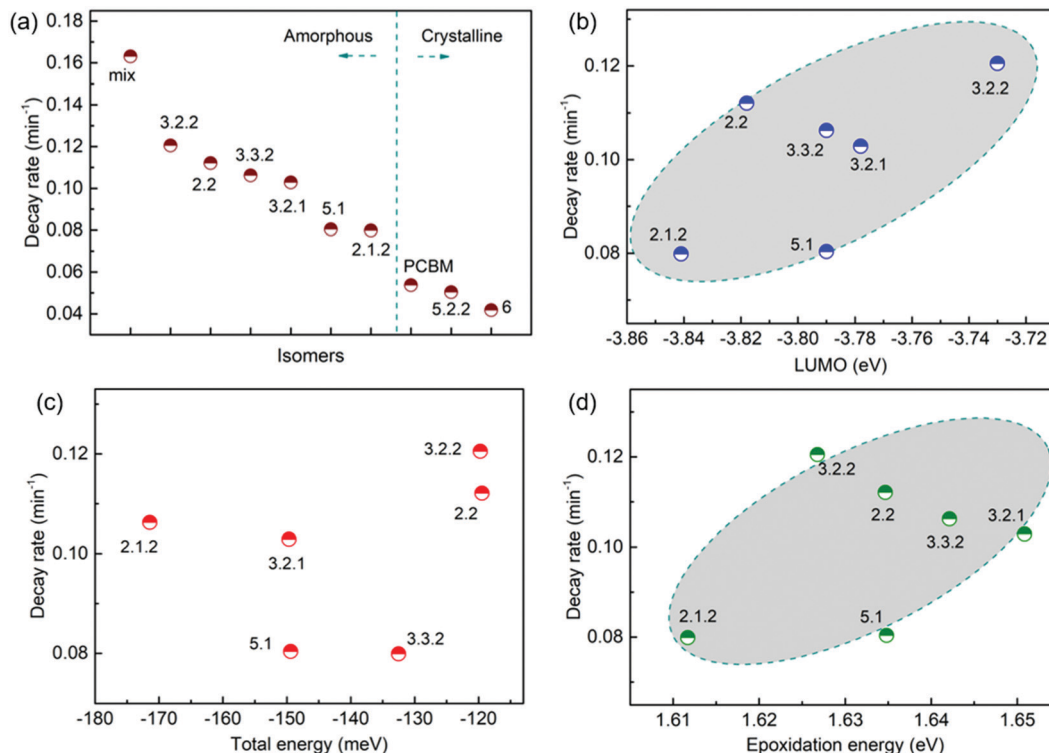 (a)
0.18
0.16
0.14
0.12
0.10
0.08
0.06
0.04
Decay rate (min⁻¹)
Amorphous
Crystalline
mix
3.2.2
2.2
3.3.2
3.2.1
5.1
2.1.2
PCBM
5.2.2
6
Isomers
(b)
0.12
0.10
0.08
Decay rate (min⁻¹)
2.2
3.2.2
3.3.2
3.2.1
2.1.2
5.1
-3.86 -3.84 -3.82 -3.80 -3.78 -3.76 -3.74 -3.72
LUMO (eV)
(c)
0.12
0.10
0.08
Decay rate (min⁻¹)
3.2.2
2.2
2.1.2
3.2.1
5.1
3.3.2
-180 -170 -160 -150 -140 -130 -120
Total energy (meV)
(d)
0.12
0.10
0.08
Decay rate (min⁻¹)
3.2.2
2.2
3.3.2
3.2.1
2.1.2
5.1
1.61 1.62 1.63 1.64 1.65
Epoxidation energy (eV)